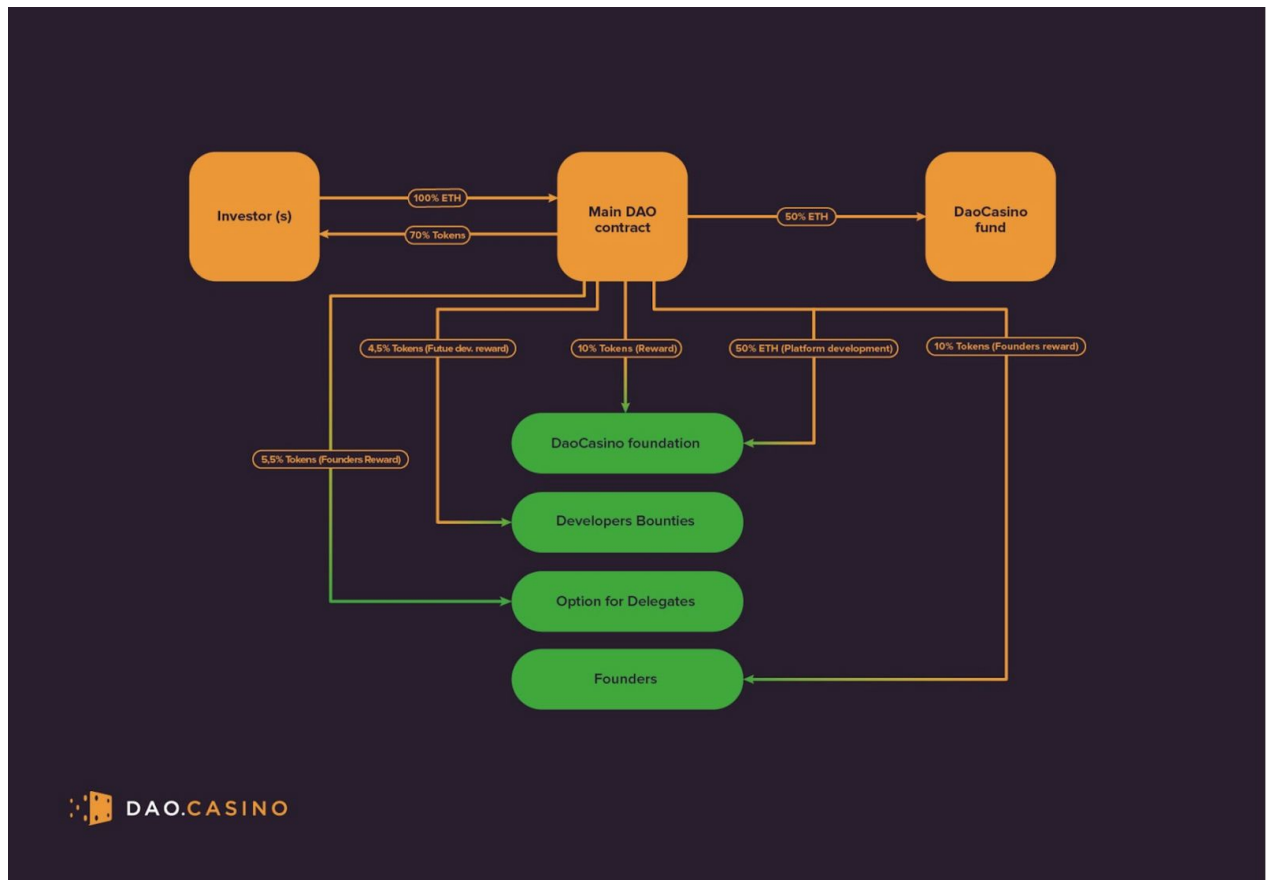 Investor (s)
100% ETH
70% Tokens
Main DAO
contract
50% ETH
DaoCasino
fund
4,5% Tokens (Futue dev. reward)
10% Tokens (Reward)
50% ETH (Platform development)
10% Tokens (Founders reward)
5,5% Tokens (Founders Reward)
DaoCasino foundation
Developers Bounties
Option for Delegates
Founders
DAO.CASINO